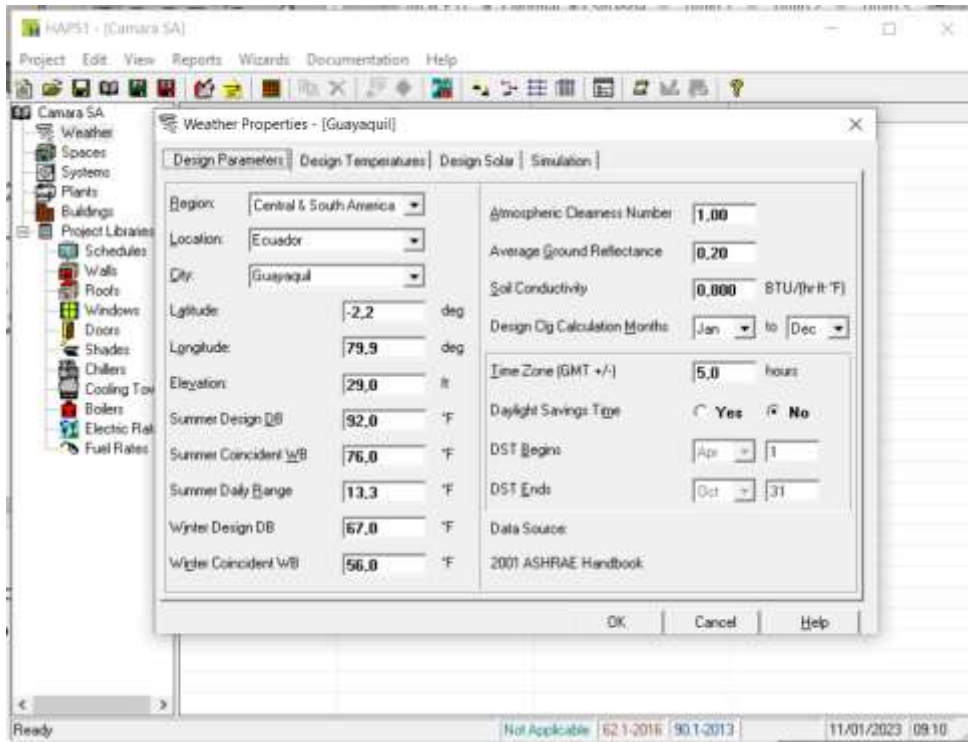 HAP51 - [Camara SA]
Project Edit View Reports Wizards Documentation Help
Camara SA
Weather
Spaces
Systems
Plants
Buildings
Project Libraries
Schedules
Walls
Roofs
Windows
Doors
Shades
Chillers
Cooling Tow
Boilers
Electric Rat
Fuel Rates
Weather Properties - [Guayaquil]
Design Parameters Design Temperatures Design Solar Simulation
Region: Central & South America
Location: Ecuador
City: Guayaquil
Latitude: -2,2 deg
Longitude: 79,9 deg
Elevation: 29,0 ft
Summer Design DB 92,0 °F
Summer Coincident WB 76,0 °F
Summer Daily Range 13,3 °F
Winter Design DB 67,0 °F
Winter Coincident WB 56,0 °F
Atmospheric Clearness Number 1,00
Average Ground Reflectance 0,20
Soil Conductivity 0,800 BTU/(hr-ft-°F)
Design Clg Calculation Months Jan to Dec
Time Zone (GMT +/-) 5,0 hours
Daylight Savings Time Yes No
DST Begins Apr 1
DST Ends Oct 31
Data Source:
2001 ASHRAE Handbook
OK Cancel Help
Ready Not Applicable 62.1-2016 90.1-2013 11/01/2023 09:10